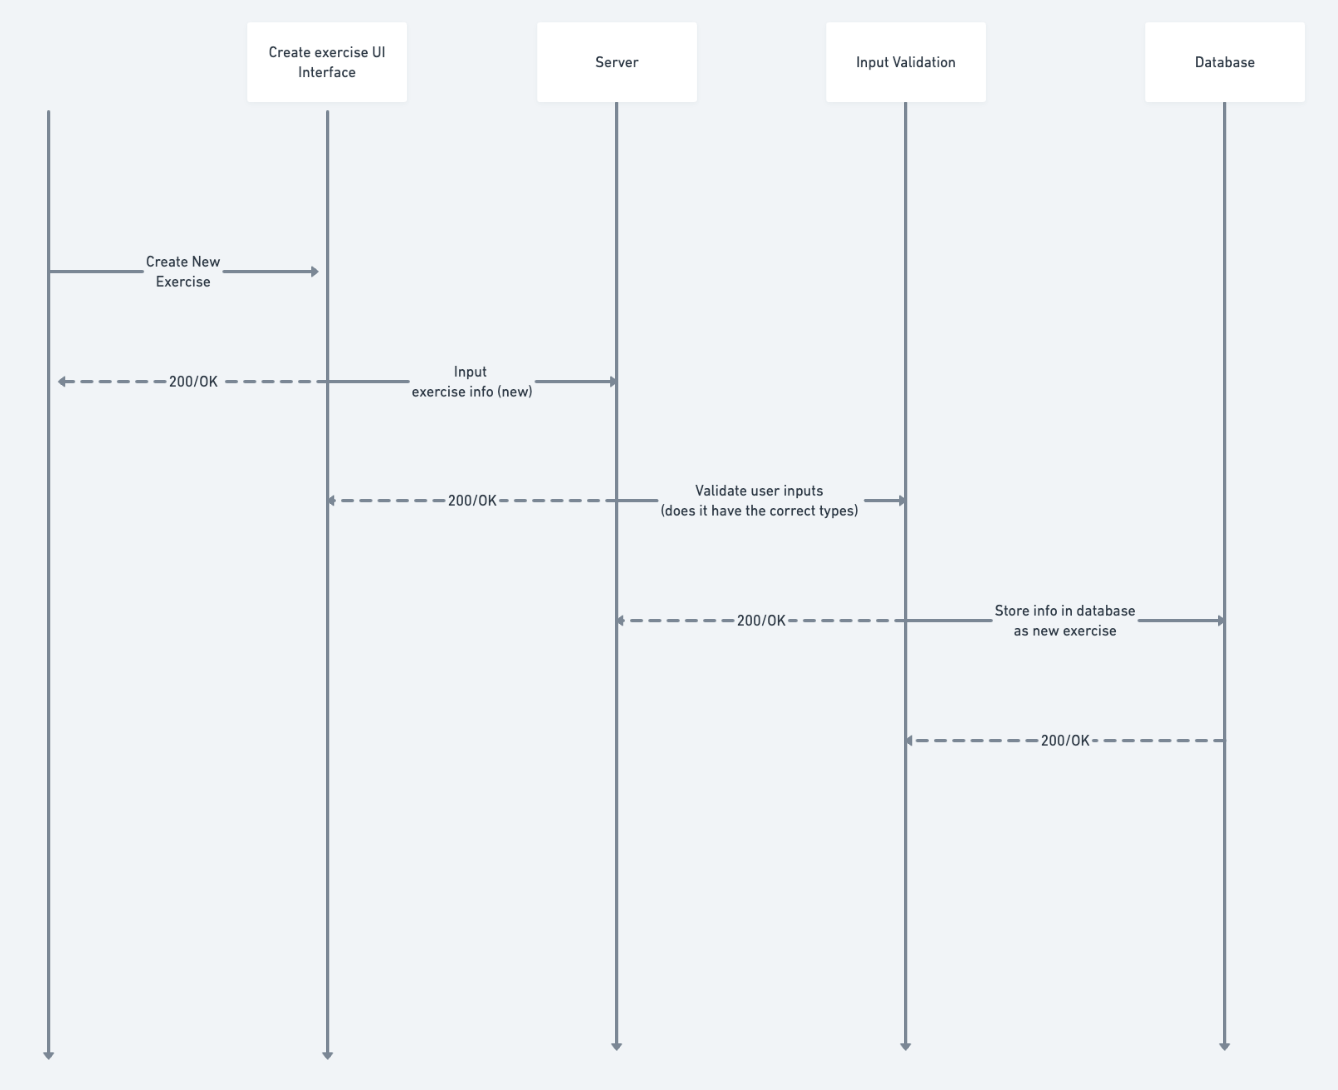 Create exercise UI
Interface
Server
Input Validation
Database
Create New
Exercise
200/OK
Input
exercise info (new)
200/OK
Validate user inputs
(does it have the correct types)
200/OK
Store info in database
as new exercise
200/OK